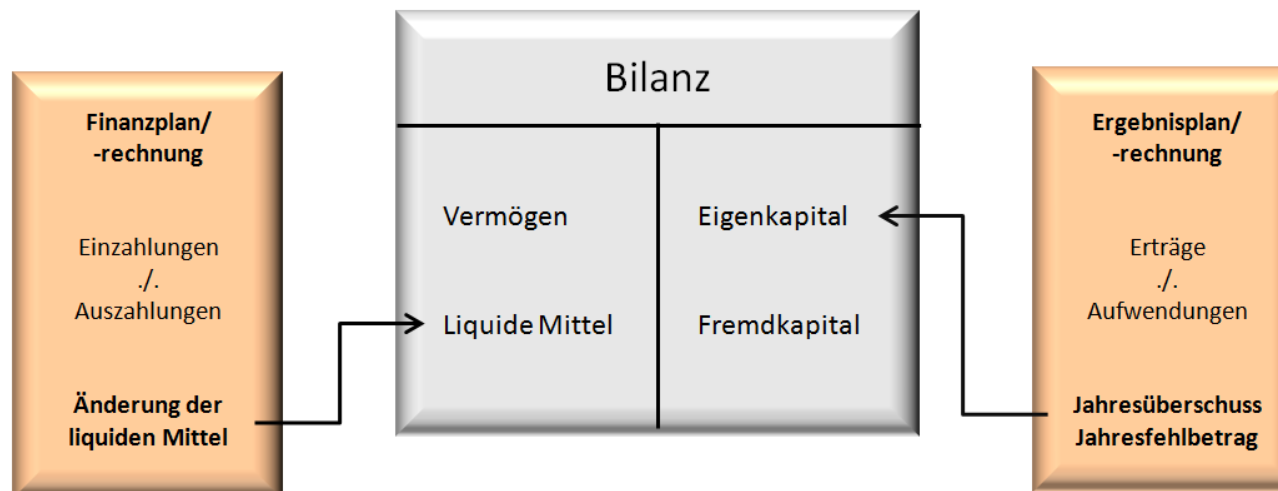 Finanzplan/
-rechnung
Einzahlungen
./.
Auszahlungen
Änderung der
liquiden Mittel
Bilanz
Vermögen
Liquide Mittel
Eigenkapital
Fremdkapital
Ergebnisplan/
-rechnung
Erträge
./.
Aufwendungen
Jahresüberschuss
Jahresfehlbetrag